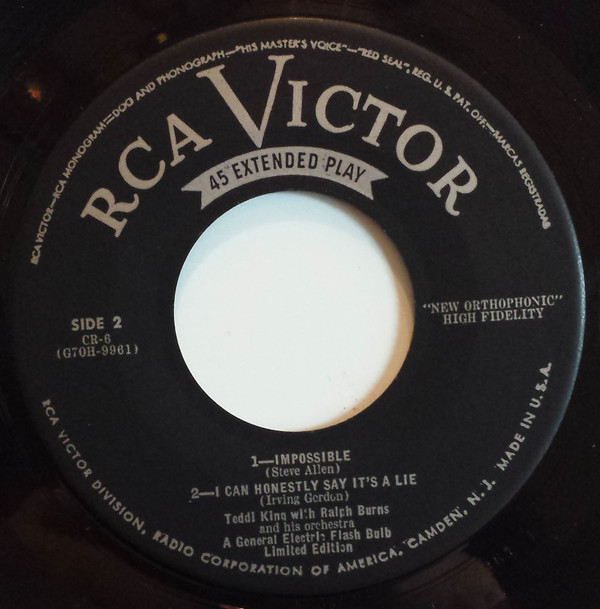 RCA VICTOR—RCA MONOGRAM—DOG AND PHONOGRAPH—"HIS MASTER'S VOICE"—"RED SEAL", REG. U. S. PAT. OFF.—MARCAS REGISTRADAS
RCA VICTOR
45 EXTENDED PLAY
SIDE 2
CR-6
(G7OH-9961)
"NEW ORTHOPHONIC"
HIGH FIDELITY
1—IMPOSSIBLE
(Steve Allen)
2—I CAN HONESTLY SAY IT'S A LIE
(Irving Gordon)
Teddi King with Ralph Burns
and his orchestra
A General Electric Flash Bulb
Limited Edition
RCA VICTOR DIVISION, RADIO CORPORATION OF AMERICA, CAMDEN, N. J. MADE IN U. S. A.